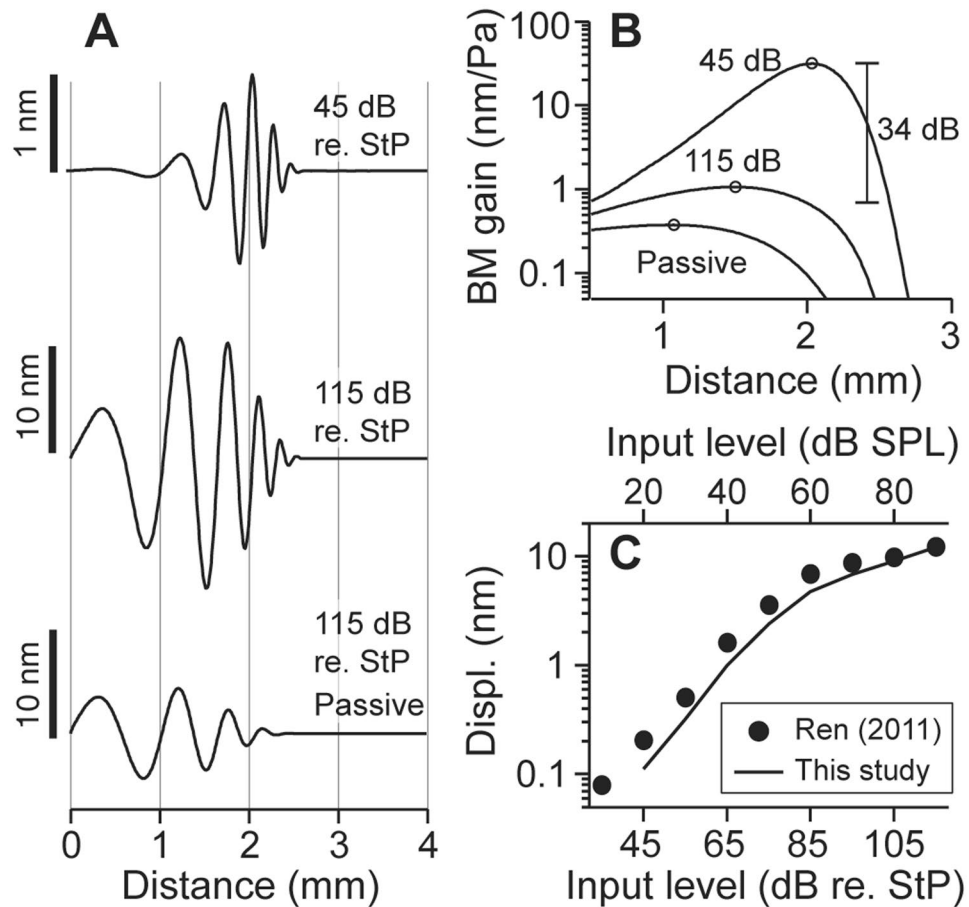 A
1 nm
45 dB
re. StP
10 nm
115 dB
re. StP
10 nm
115 dB
re. StP
Passive
0 1 2 3 4
Distance (mm)
B
BM gain (nm/Pa)
100
10
1
0.1
45 dB
34 dB
115 dB
Passive
1 2 3
Distance (mm)
Input level (dB SPL)
20 40 60 80
C
Displ. (nm)
10
1
0.1
Ren (2011)
This study
45 65 85 105
Input level (dB re. StP)